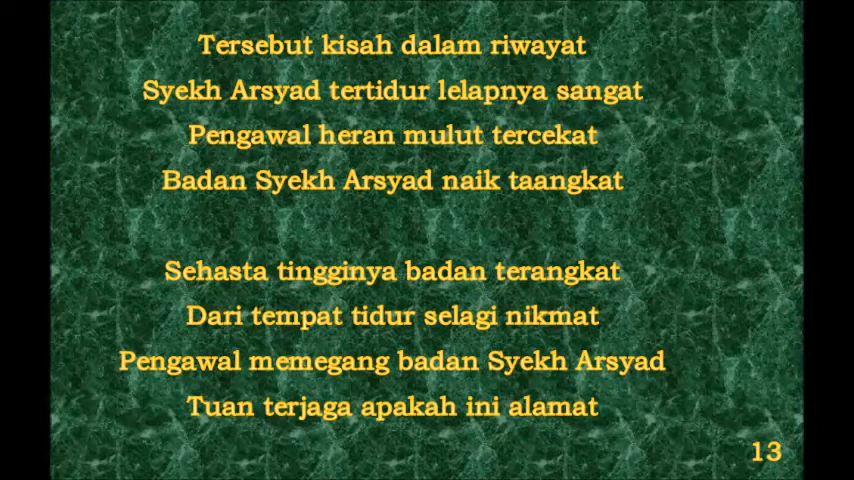 Tersebut kisah dalam riwayat
Syekh Arsyad tertidur lelapnya sangat
Pengawal heran mulut tercekat
Badan Syekh Arsyad naik taangkat
Sehasta tingginya badan terangkat
Dari tempat tidur selagi nikmat
Pengawal memegang badan Syekh Arsyad
Tuan terjaga apakah ini alamat
13